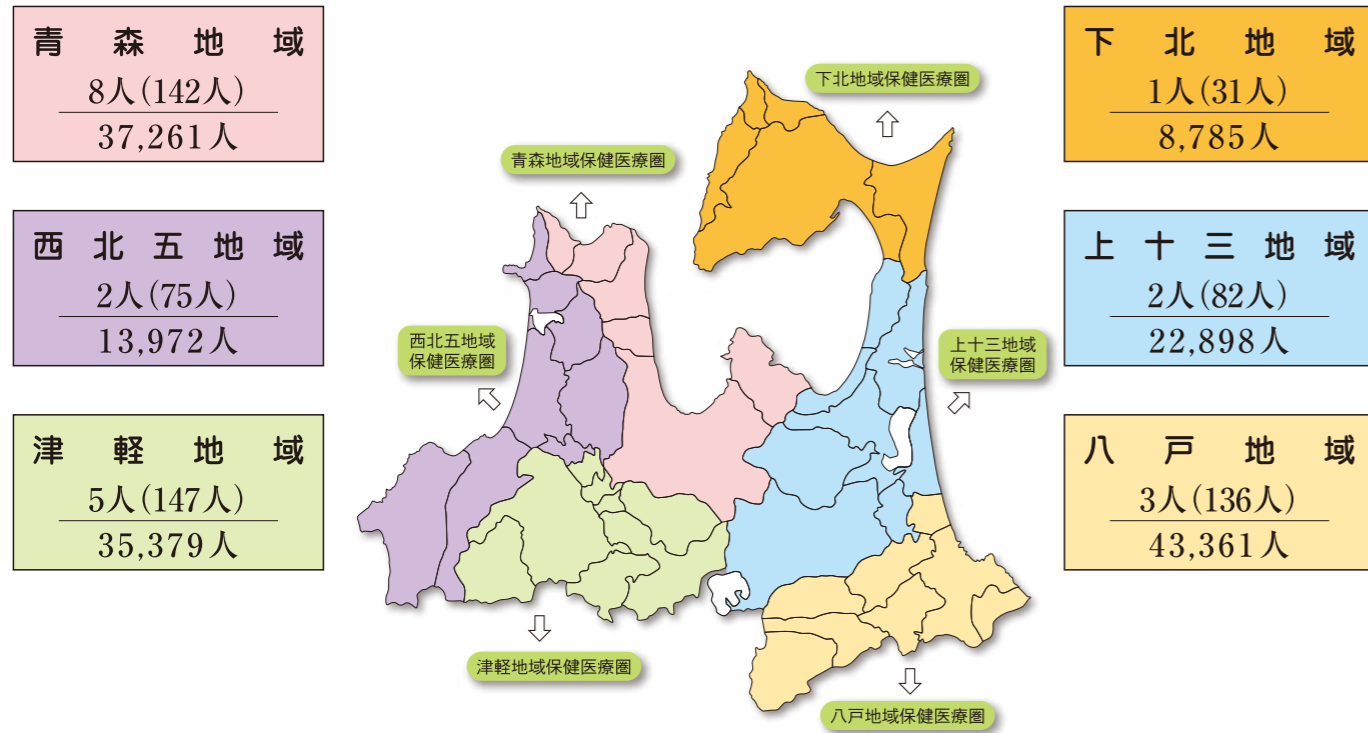 青森地域
8人(142人)
37,261人
西北五地域
2人(75人)
13,972人
津軽地域
5人(147人)
35,379人
下北地域保健医療圏
青森地域保健医療圏
西北五地域
保健医療圏
上十三地域
保健医療圏
津軽地域保健医療圏
八戸地域保健医療圏
下北地域
1人(31人)
8,785人
上十三地域
2人(82人)
22,898人
八戸地域
3人(136人)
43,361人